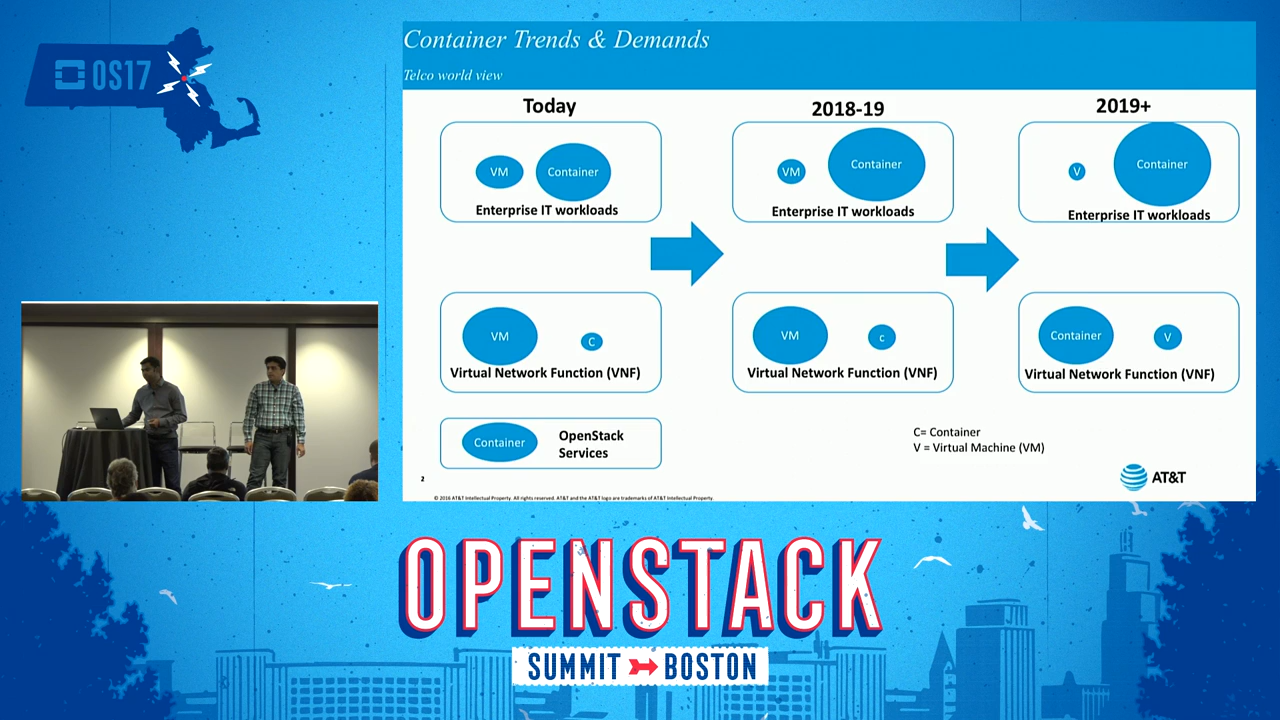 OS17
Container Trends & Demands
Telco world view
Today
2018-19
2019+
VM
Container
Enterprise IT workloads
VM
Container
Enterprise IT workloads
V
Container
Enterprise IT workloads
VM
C
Virtual Network Function (VNF)
VM
c
Virtual Network Function (VNF)
Container
V
Virtual Network Function (VNF)
Container
OpenStack
Services
C= Container
V = Virtual Machine (VM)
2
AT&T
© 2016 AT&T Intellectual Property. All rights reserved. AT&T and the AT&T logo are trademarks of AT&T Intellectual Property.
OPENSTACK
SUMMIT BOSTON